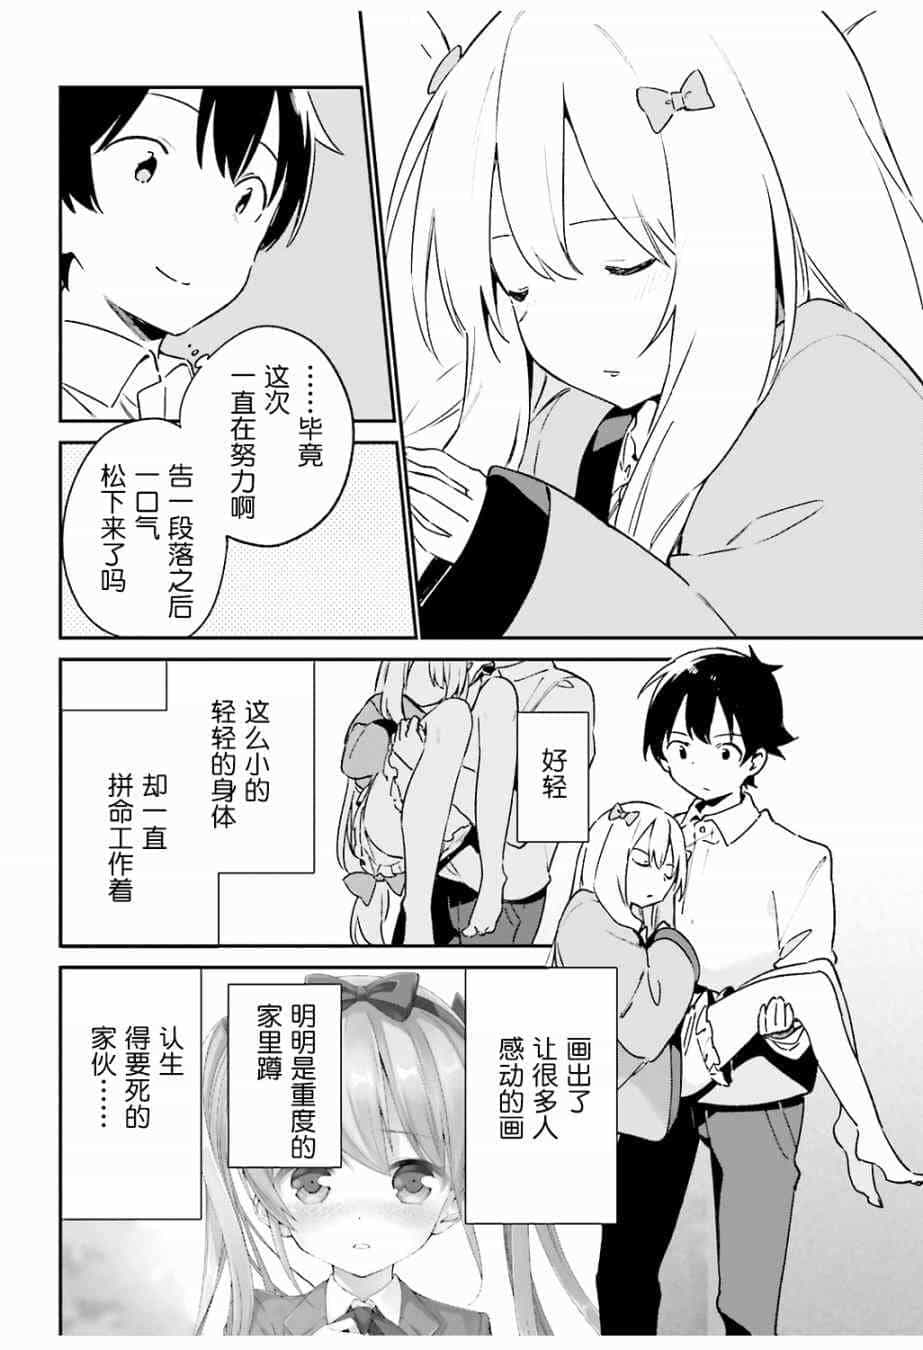 ……毕竟
这次
一直在努力啊
告一段落之后
一口气
松下来了吗
好轻
这么小的
轻轻的身体
却一直
拼命工作着
画出了
让很多人
感动的画
明明是重度的
家里蹲
认生
得要死的
家伙……